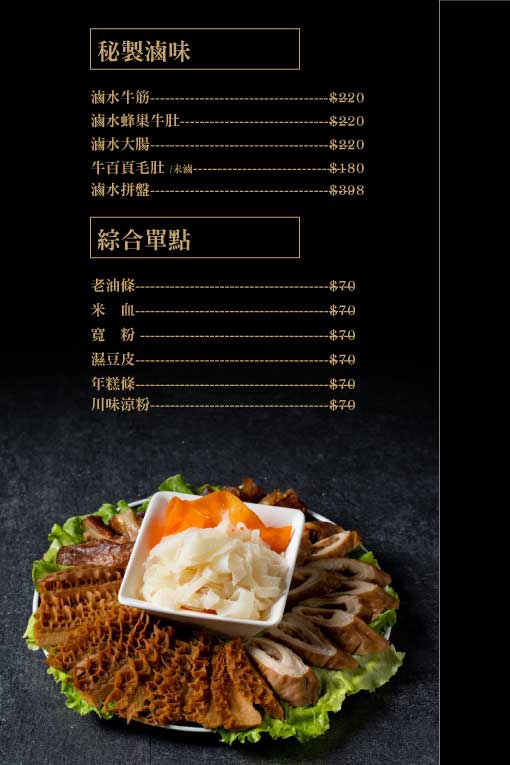 秘製滷味
滷水牛筋------------------------------------$220
滷水蜂巢牛肚------------------------------$220
滷水大腸------------------------------------$220
牛百頁毛肚 /未滷---------------------------$180
滷水拼盤------------------------------------$398
綜合單點
老油條---------------------------------------$70
米 血---------------------------------------$70
寬 粉 --------------------------------------$70
濕豆皮---------------------------------------$70
年糕條---------------------------------------$70
川味涼粉------------------------------------$70